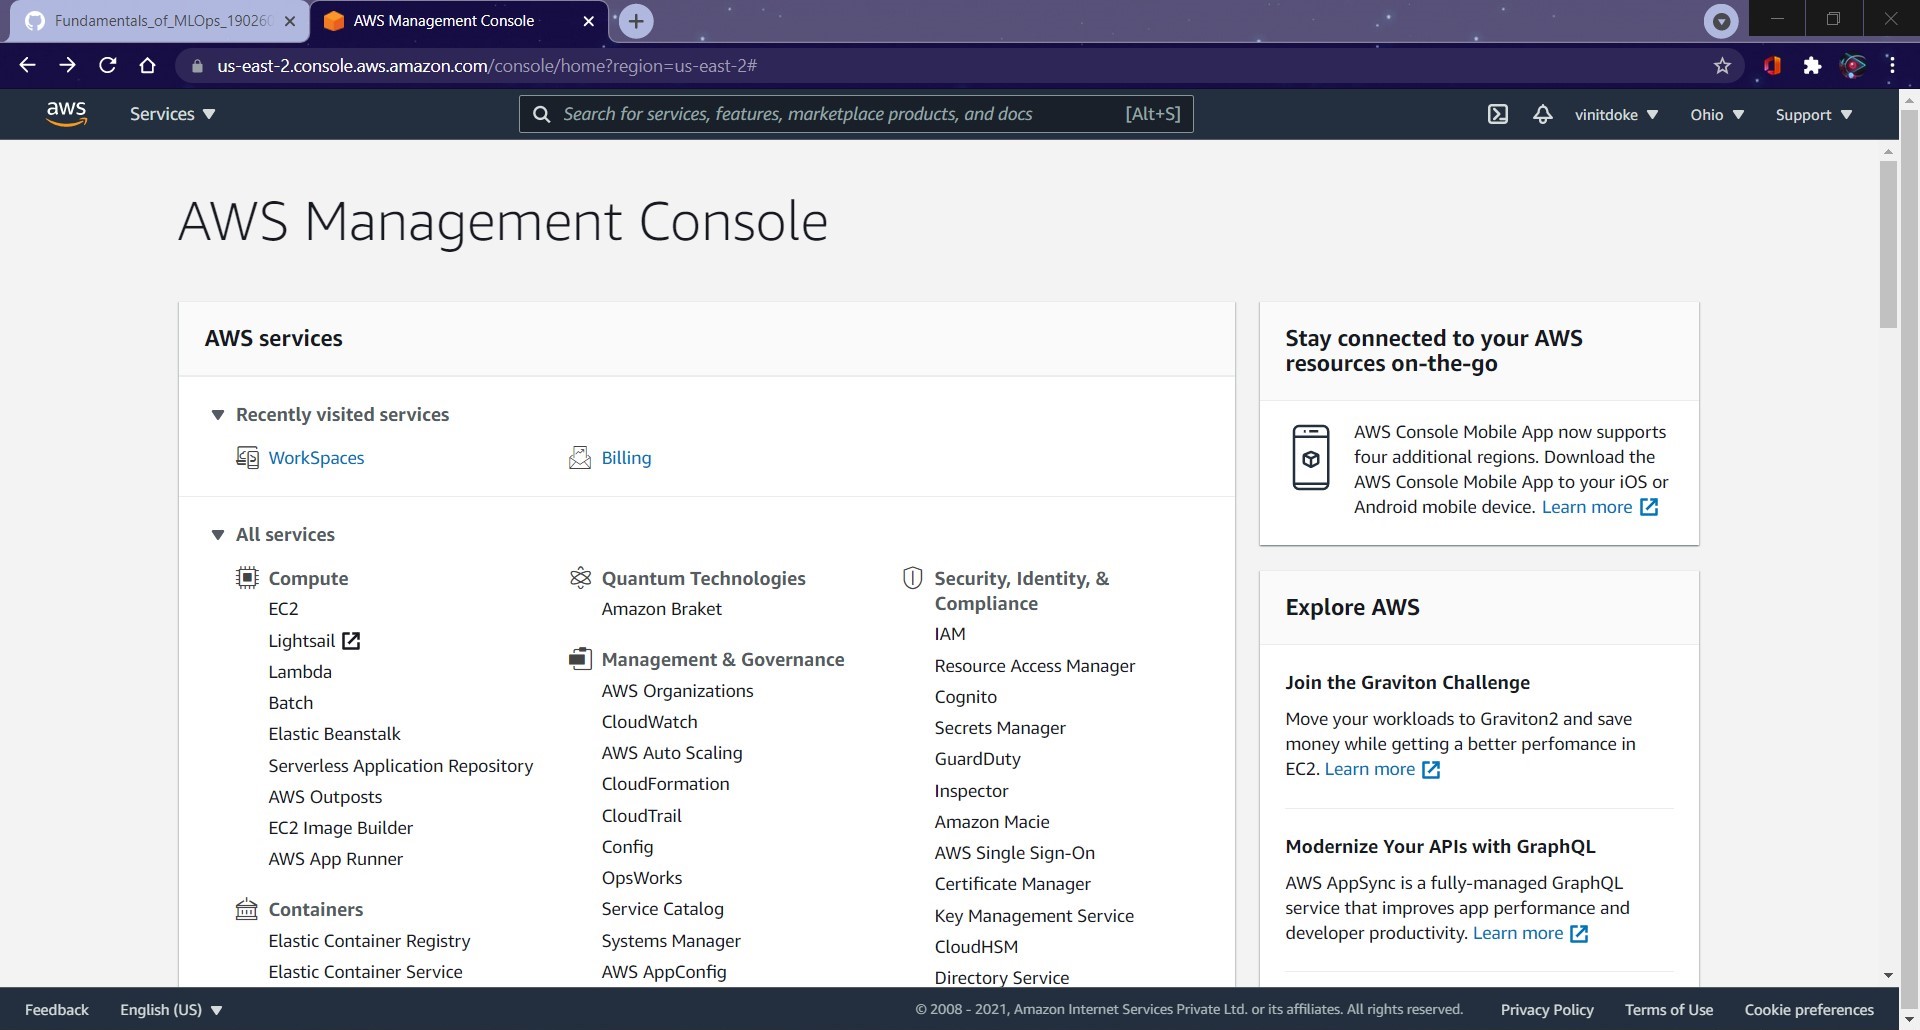 Fundamentals_of_MLOps_19026
AWS Management Console
us-east-2.console.aws.amazon.com/console/home?region=us-east-2#
aws
Services
Search for services, features, marketplace products, and docs [Alt+S]
vinitdoke
Ohio
Support
AWS Management Console
AWS services
Recently visited services
WorkSpaces
Billing
All services
Compute
EC2
Lightsail
Lambda
Batch
Elastic Beanstalk
Serverless Application Repository
AWS Outposts
EC2 Image Builder
AWS App Runner
Containers
Elastic Container Registry
Elastic Container Service
Quantum Technologies
Amazon Braket
Management & Governance
AWS Organizations
CloudWatch
AWS Auto Scaling
CloudFormation
CloudTrail
Config
OpsWorks
Service Catalog
Systems Manager
AWS AppConfig
Security, Identity, &
Compliance
IAM
Resource Access Manager
Cognito
Secrets Manager
GuardDuty
Inspector
Amazon Macie
AWS Single Sign-On
Certificate Manager
Key Management Service
CloudHSM
Directory Service
Stay connected to your AWS
resources on-the-go
AWS Console Mobile App now supports
four additional regions. Download the
AWS Console Mobile App to your iOS or
Android mobile device. Learn more
Explore AWS
Join the Graviton Challenge
Move your workloads to Graviton2 and save
money while getting a better perfomance in
EC2. Learn more
Modernize Your APIs with GraphQL
AWS AppSync is a fully-managed GraphQL
service that improves app performance and
developer productivity. Learn more
Feedback
English (US)
© 2008 - 2021, Amazon Internet Services Private Ltd. or its affiliates. All rights reserved.
Privacy Policy
Terms of Use
Cookie preferences